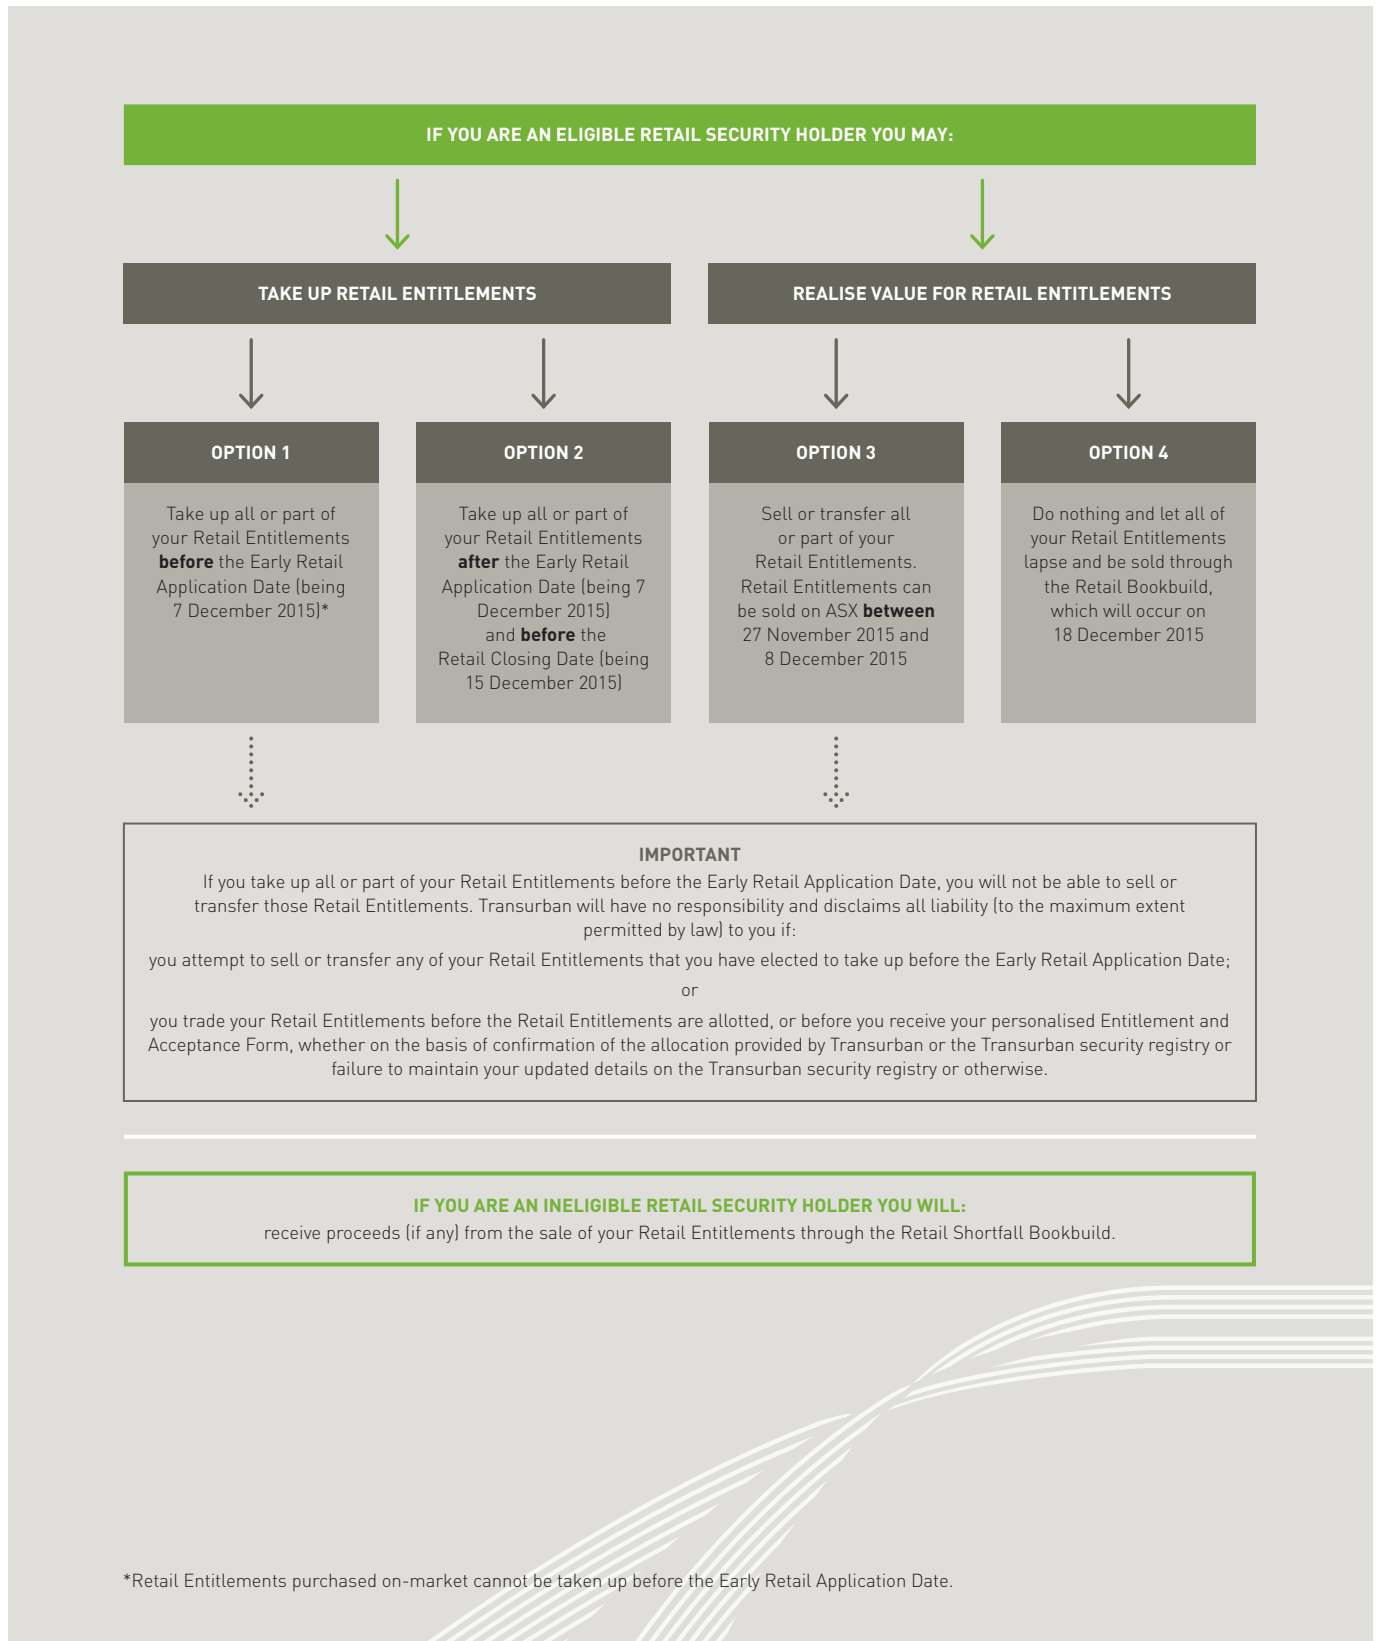 IF YOU ARE AN ELIGIBLE RETAIL SECURITY HOLDER YOU MAY:
TAKE UP RETAIL ENTITLEMENTS
REALISE VALUE FOR RETAIL ENTITLEMENTS
OPTION 1
Take up all or part of
your Retail Entitlements
before the Early Retail
Application Date (being
7 December 2015)*
OPTION 2
Take up all or part of
your Retail Entitlements
after the Early Retail
Application Date (being 7
December 2015)
and before the
Retail Closing Date (being
15 December 2015)
OPTION 3
Sell or transfer all
or part of your
Retail Entitlements.
Retail Entitlements can
be sold on ASX between
27 November 2015 and
8 December 2015
OPTION 4
Do nothing and let all of
your Retail Entitlements
lapse and be sold through
the Retail Bookbuild,
which will occur on
18 December 2015
IMPORTANT
If you take up all or part of your Retail Entitlements before the Early Retail Application Date, you will not be able to sell or
transfer those Retail Entitlements. Transurban will have no responsibility and disclaims all liability (to the maximum extent
permitted by law) to you if:
you attempt to sell or transfer any of your Retail Entitlements that you have elected to take up before the Early Retail Application Date;
or
you trade your Retail Entitlements before the Retail Entitlements are allotted, or before you receive your personalised Entitlement and
Acceptance Form, whether on the basis of confirmation of the allocation provided by Transurban or the Transurban security registry or
failure to maintain your updated details on the Transurban security registry or otherwise.
IF YOU ARE AN INELIGIBLE RETAIL SECURITY HOLDER YOU WILL:
receive proceeds (if any) from the sale of your Retail Entitlements through the Retail Shortfall Bookbuild.
*Retail Entitlements purchased on-market cannot be taken up before the Early Retail Application Date.